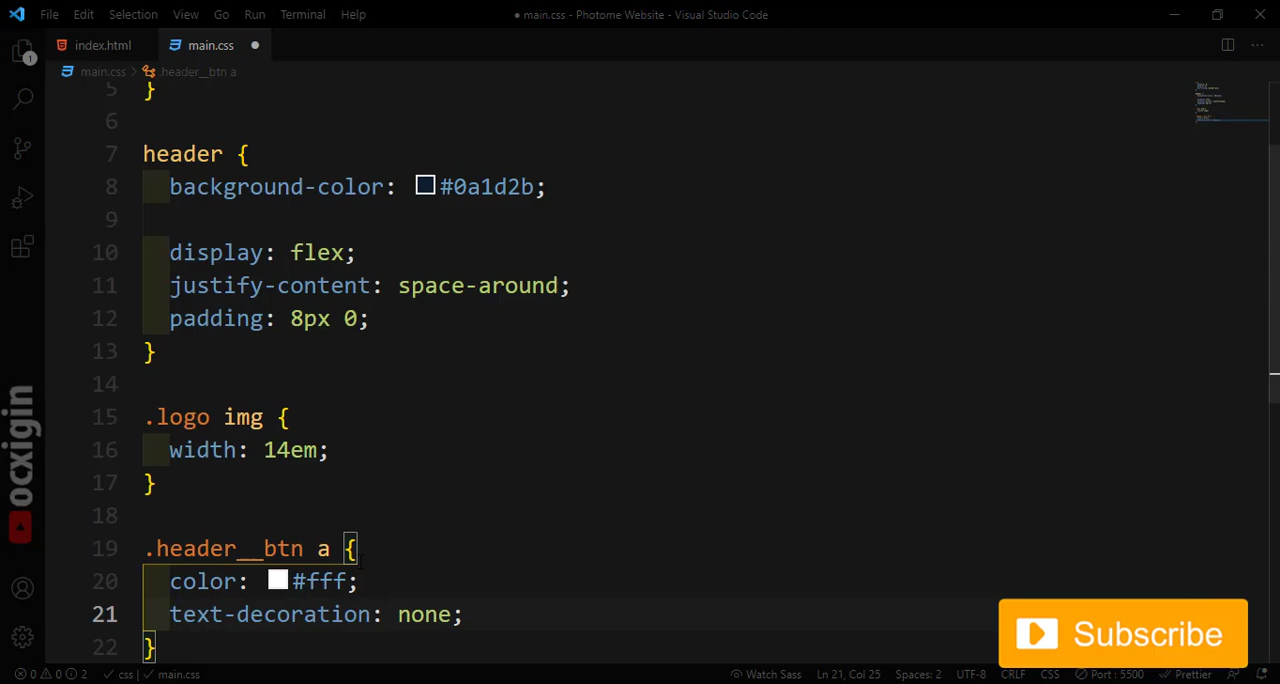 File Edit Selection View Go Run Terminal Help
● main.css - Photome Website - Visual Studio Code
index.html main.css ●
main.css > .header__btn a
5 }
6
7 header {
8 background-color: #0a1d2b;
9
10 display: flex;
11 justify-content: space-around;
12 padding: 8px 0;
13 }
14
15 .logo img {
16 width: 14em;
17 }
18
19 .header__btn a {
20 color: #fff;
21 text-decoration: none;
22 }
1
ocxigin
Subscribe
0 0 2 css | main.css Watch Sass Ln 21, Col 25 Spaces: 2 UTF-8 CRLF CSS Port : 5500 Prettier